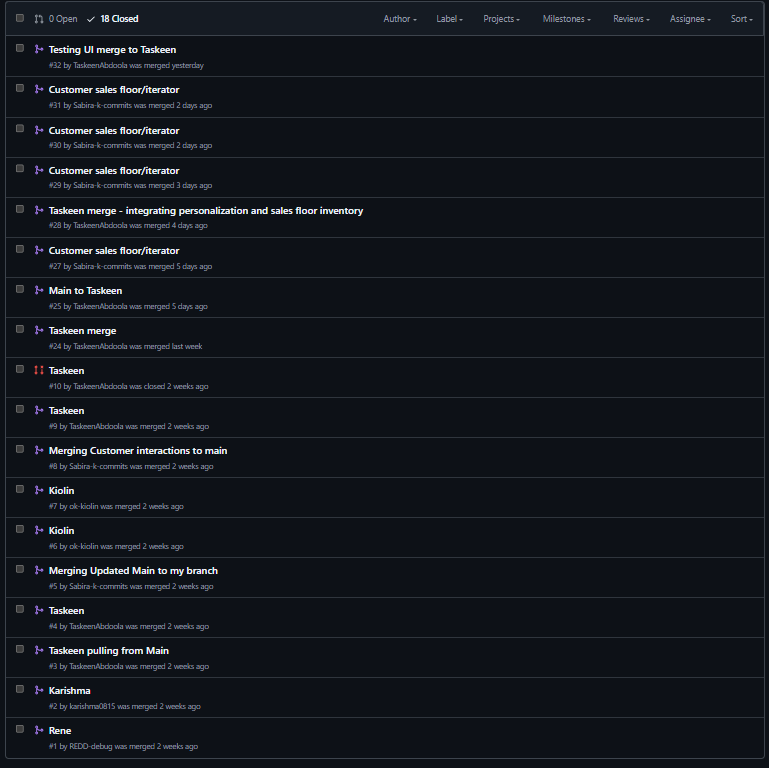 0 Open 18 Closed Author Label Projects Milestones Reviews Assignee Sort
Testing UI merge to Taskeen
#32 by TaskeenAbdoola was merged yesterday
Customer sales floor/iterator
#31 by Sabira-k-commits was merged 2 days ago
Customer sales floor/iterator
#30 by Sabira-k-commits was merged 2 days ago
Customer sales floor/iterator
#29 by Sabira-k-commits was merged 3 days ago
Taskeen merge - integrating personalization and sales floor inventory
#28 by TaskeenAbdoola was merged 4 days ago
Customer sales floor/iterator
#27 by Sabira-k-commits was merged 5 days ago
Main to Taskeen
#25 by TaskeenAbdoola was merged 5 days ago
Taskeen merge
#24 by TaskeenAbdoola was merged last week
Taskeen
#10 by TaskeenAbdoola was closed 2 weeks ago
Taskeen
#9 by TaskeenAbdoola was merged 2 weeks ago
Merging Customer interactions to main
#8 by Sabira-k-commits was merged 2 weeks ago
Kiolin
#7 by ok-kiolin was merged 2 weeks ago
Kiolin
#6 by ok-kiolin was merged 2 weeks ago
Merging Updated Main to my branch
#5 by Sabira-k-commits was merged 2 weeks ago
Taskeen
#4 by TaskeenAbdoola was merged 2 weeks ago
Taskeen pulling from Main
#3 by TaskeenAbdoola was merged 2 weeks ago
Karishma
#2 by karishma0815 was merged 2 weeks ago
Rene
#1 by REDD-debug was merged 2 weeks ago